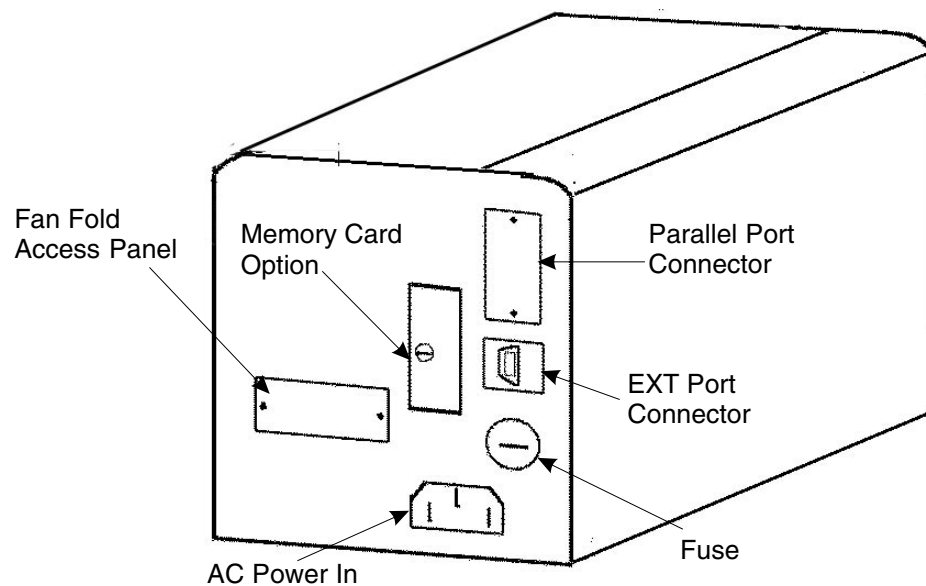 Fan Fold
Access Panel
Memory Card
Option
Parallel Port
Connector
EXT Port
Connector
Fuse
AC Power In